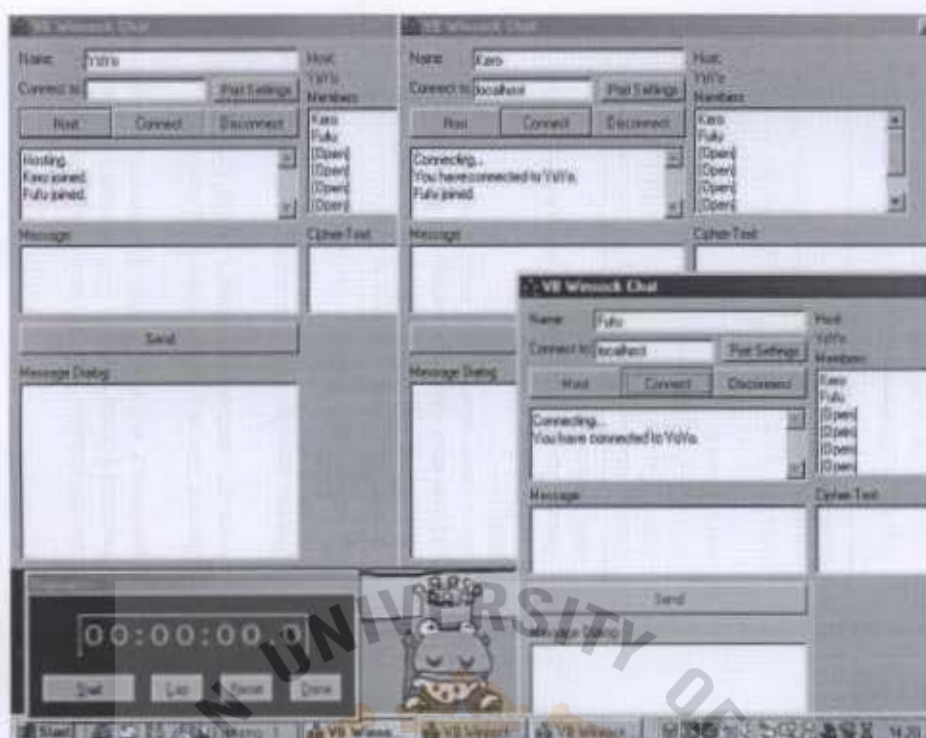 VB Winsock Chat
Name: YoYo
Host:
YoYo
Connect to:
Port Settings
Members
Host Connect Disconnect
Kero
Fufu
[Open]
[Open]
[Open]
[Open]
Hosting.
Kero joined.
Fufu joined.
Message
Cipher-Text
Send
Message Dialog
VB Winsock Chat
Name: Kero
Host:
YoYo
Connect to: localhost
Port Settings
Members
Host Connect Disconnect
Kero
Fufu
[Open]
[Open]
[Open]
[Open]
Connecting...
You have connected to YoYo.
Fufu joined.
Message
Cipher-Text
Message Dialog
VB Winsock Chat
Name: Fufu
Host:
YoYo
Connect to: localhost
Port Settings
Members
Host Connect Disconnect
Kero
Fufu
[Open]
[Open]
[Open]
[Open]
Connecting...
You have connected to YoYo.
Message
Cipher-Text
Send
Message Dialog
00:00:00.0
Start Lap Reset Done
N UNIVERSITY OF
Start
VB Winso...
VB Winsock
VB Winsock
14:20